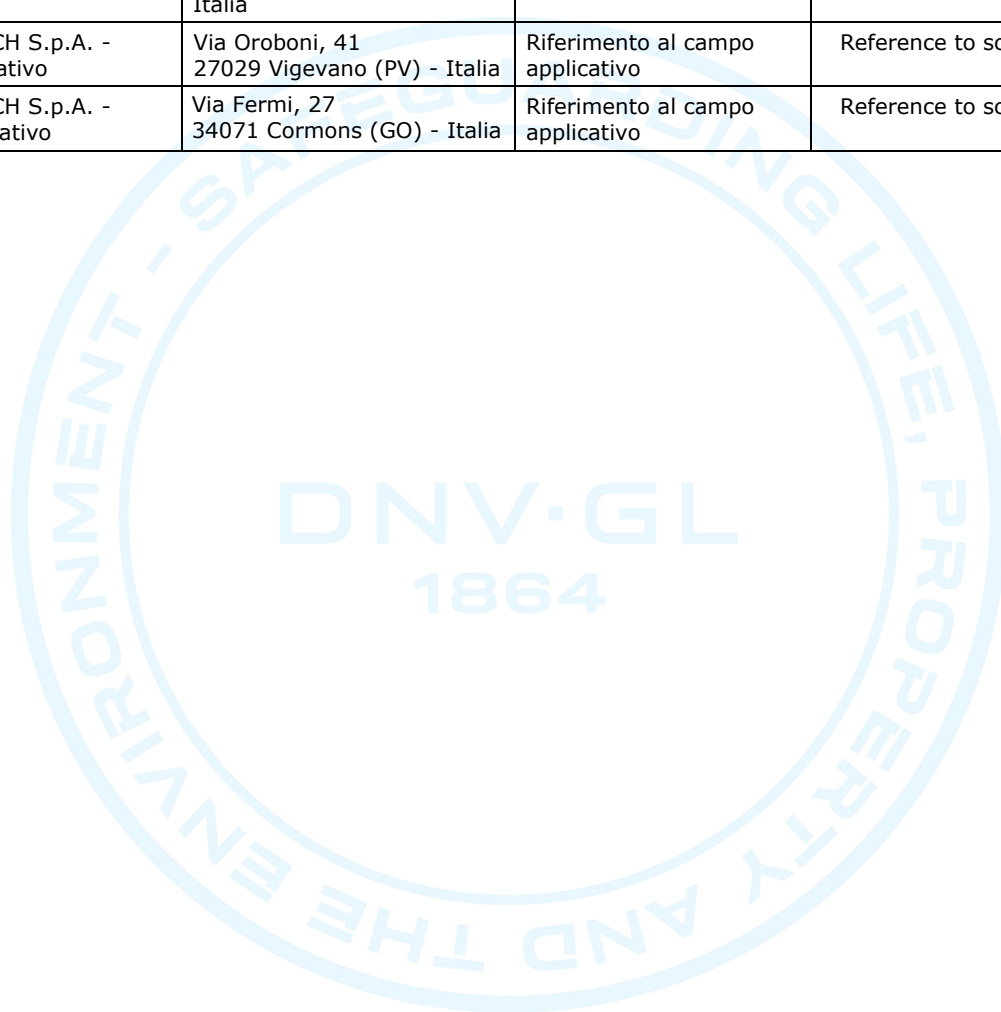 Italia
CH S.p.A. -
ativo
Via Oroboni, 41
27029 Vigevano (PV) - Italia
Riferimento al campo
applicativo
Reference to sc
CH S.p.A. -
ativo
Via Fermi, 27
34071 Cormons (GO) - Italia
Riferimento al campo
applicativo
Reference to sc
SAFEGUARDING LIFE, PROPERTY AND THE ENVIRONMENT -
DNV·GL
1864